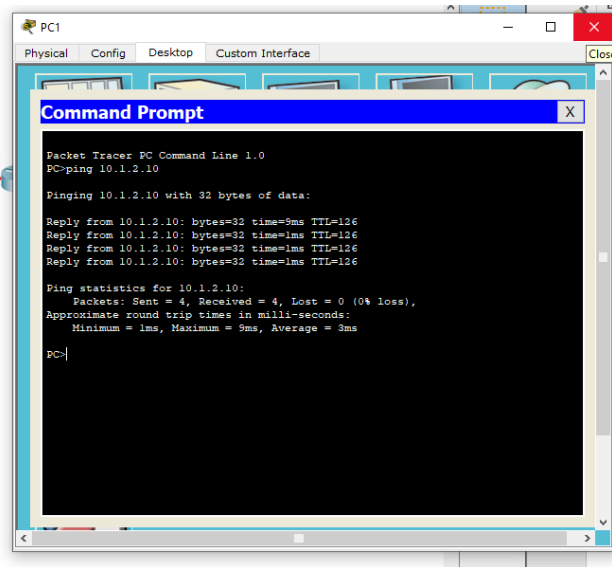 PC1
Physical Config Desktop Custom Interface
Close
Command Prompt
X
Packet Tracer PC Command Line 1.0
PC>ping 10.1.2.10
Pinging 10.1.2.10 with 32 bytes of data:
Reply from 10.1.2.10: bytes=32 time=9ms TTL=126
Reply from 10.1.2.10: bytes=32 time=1ms TTL=126
Reply from 10.1.2.10: bytes=32 time=1ms TTL=126
Reply from 10.1.2.10: bytes=32 time=1ms TTL=126
Ping statistics for 10.1.2.10:
Packets: Sent = 4, Received = 4, Lost = 0 (0% loss),
Approximate round trip times in milli-seconds:
Minimum = 1ms, Maximum = 9ms, Average = 3ms
PC>